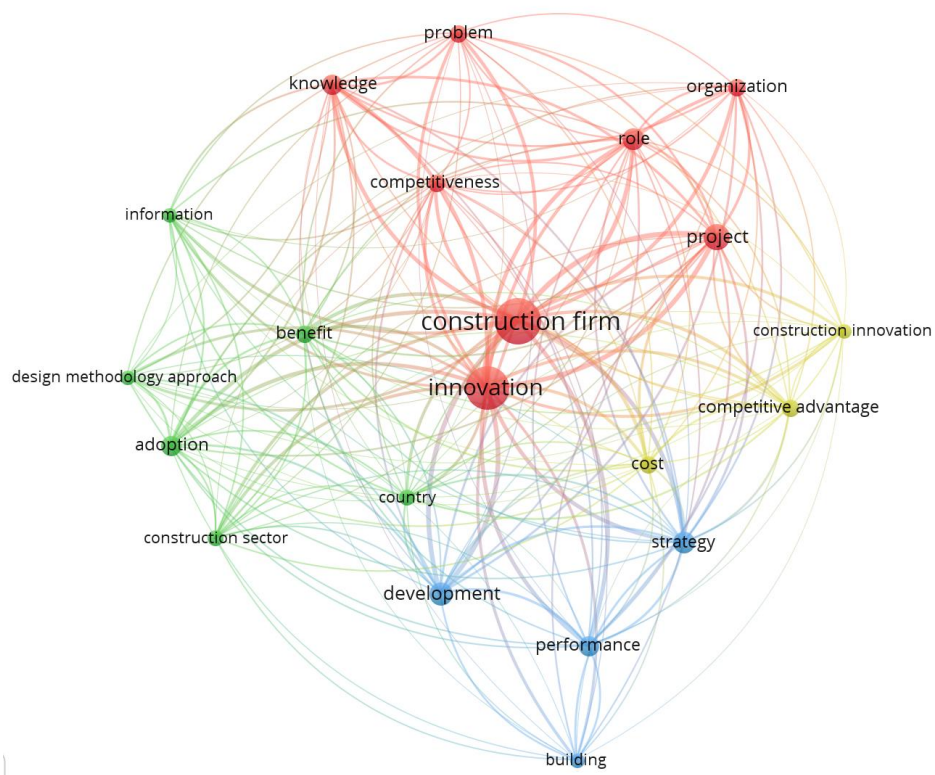 problem
knowledge
organization
role
competitiveness
information
project
construction firm
benefit
construction innovation
design methodology approach
innovation
competitive advantage
adoption
cost
country
construction sector
strategy
development
performance
building